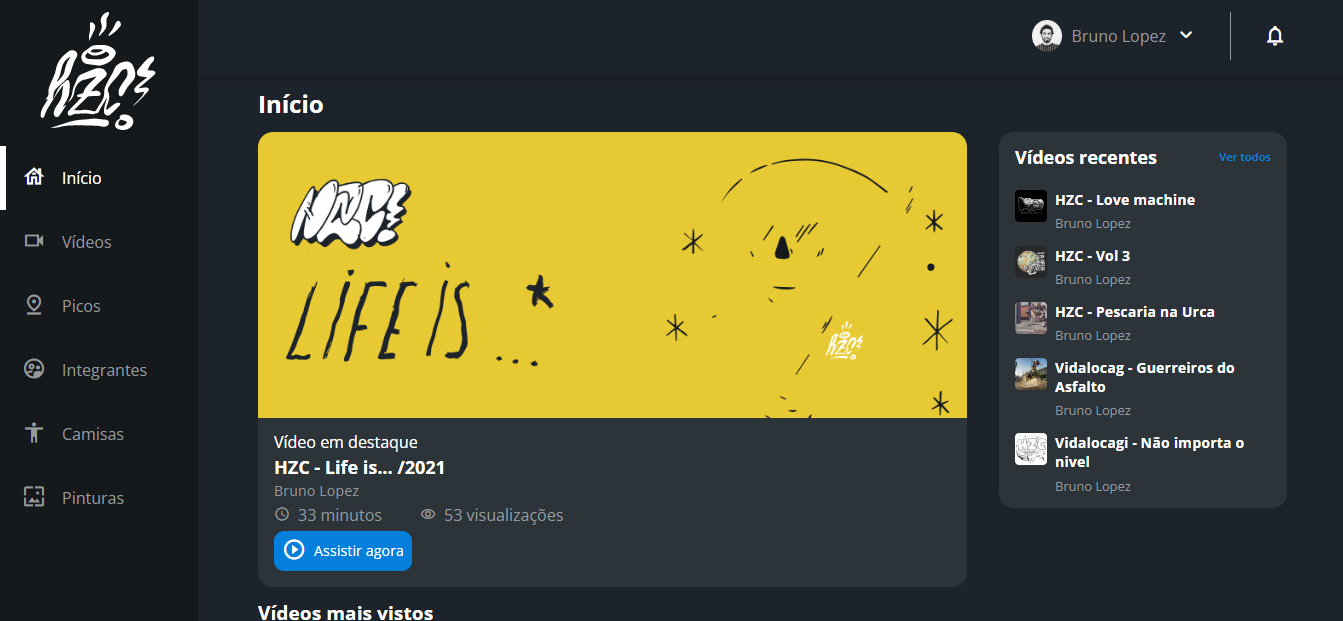 HZC!
Bruno Lopez
Início
Vídeos
Picos
Integrantes
Camisas
Pinturas
Início
HZC!
LIFE IS * ...
HZC!
Vídeo em destaque
HZC - Life is... /2021
Bruno Lopez
33 minutos
53 visualizações
Assistir agora
Vídeos mais vistos
Vídeos recentes
Ver todos
HZC - Love machine
Bruno Lopez
HZC - Vol 3
Bruno Lopez
HZC - Pescaria na Urca
Bruno Lopez
Vidalocag - Guerreiros do
Asfalto
Bruno Lopez
Vidalocagi - Não importa o
nivel
Bruno Lopez